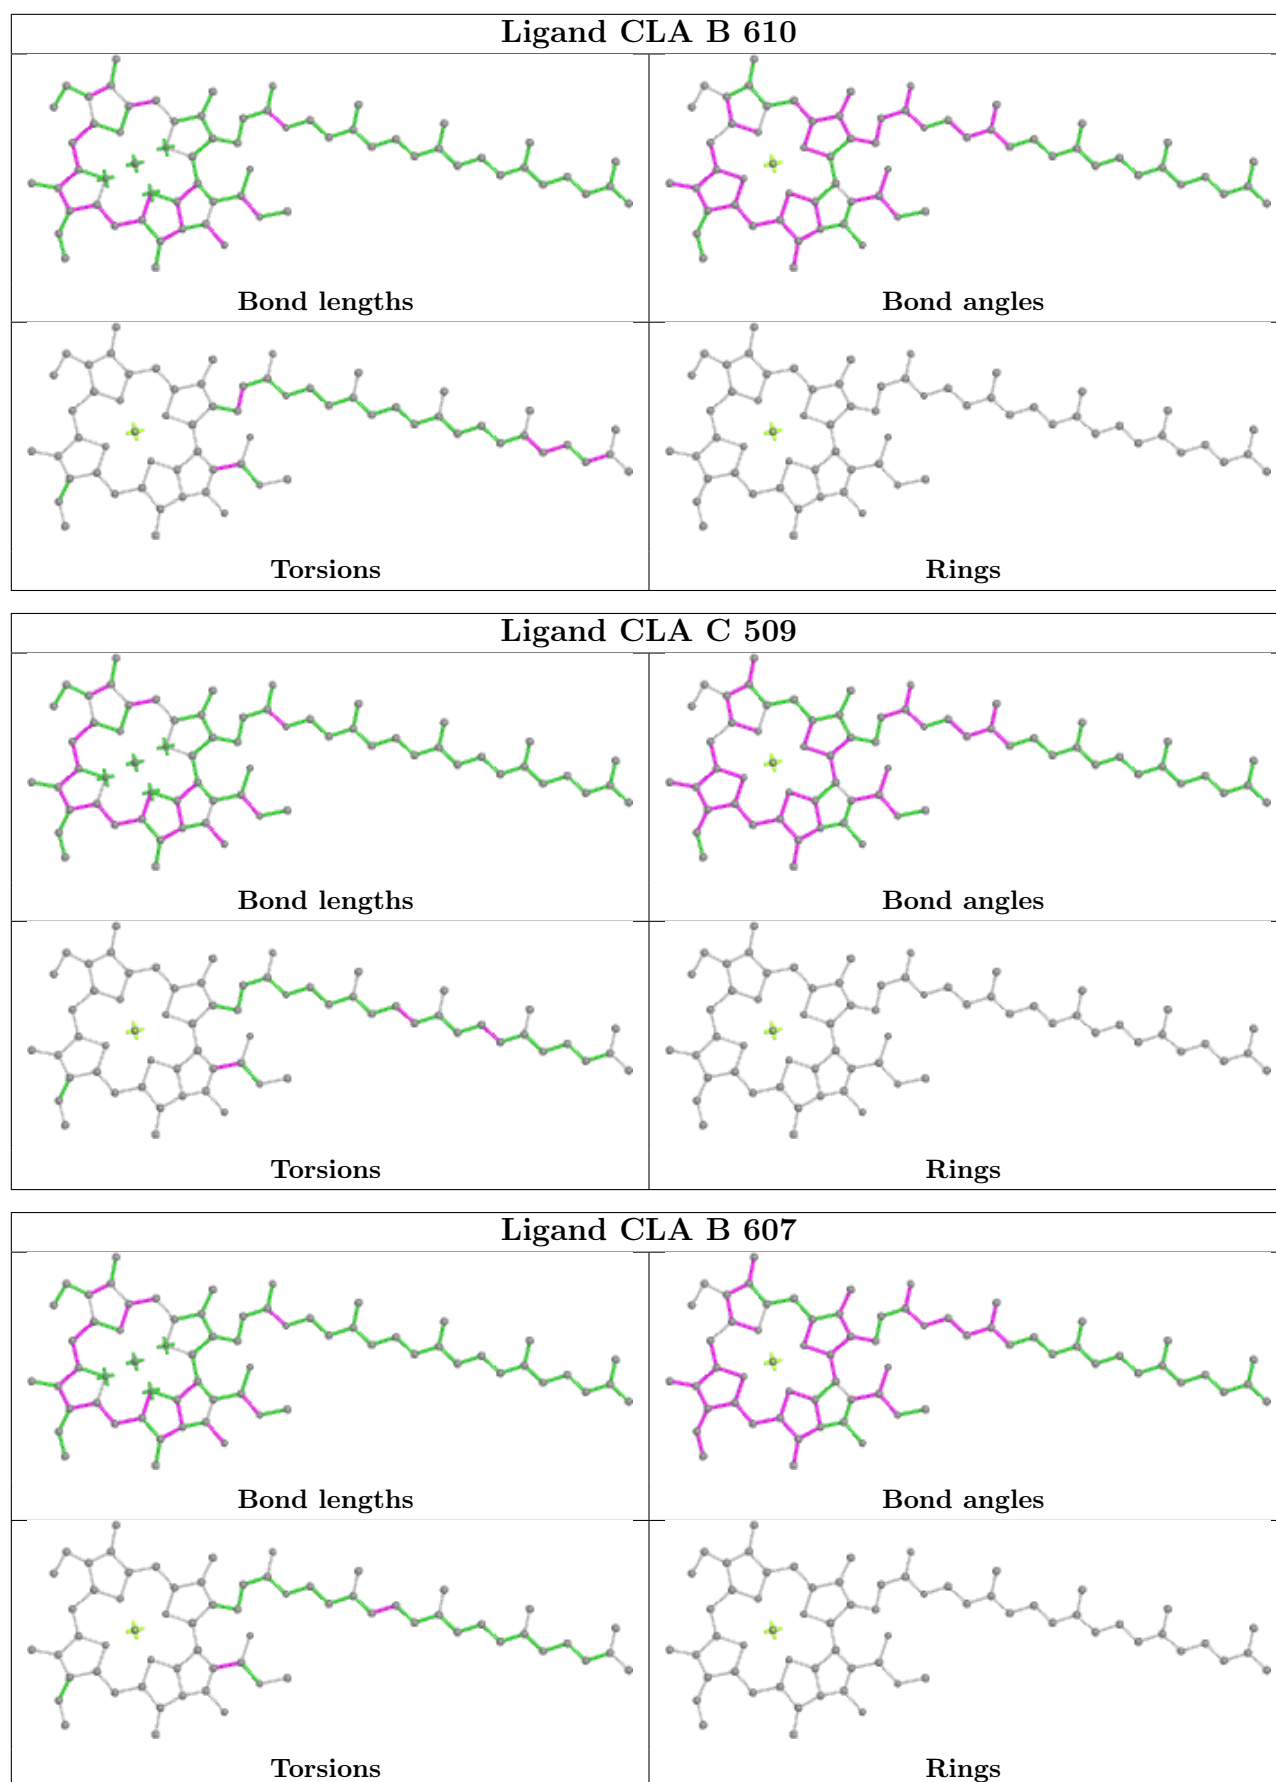 Ligand CLA B 610
Bond lengths
Bond angles
Torsions
Rings
Ligand CLA C 509
Bond lengths
Bond angles
Torsions
Rings
Ligand CLA B 607
Bond lengths
Bond angles
Torsions
Rings